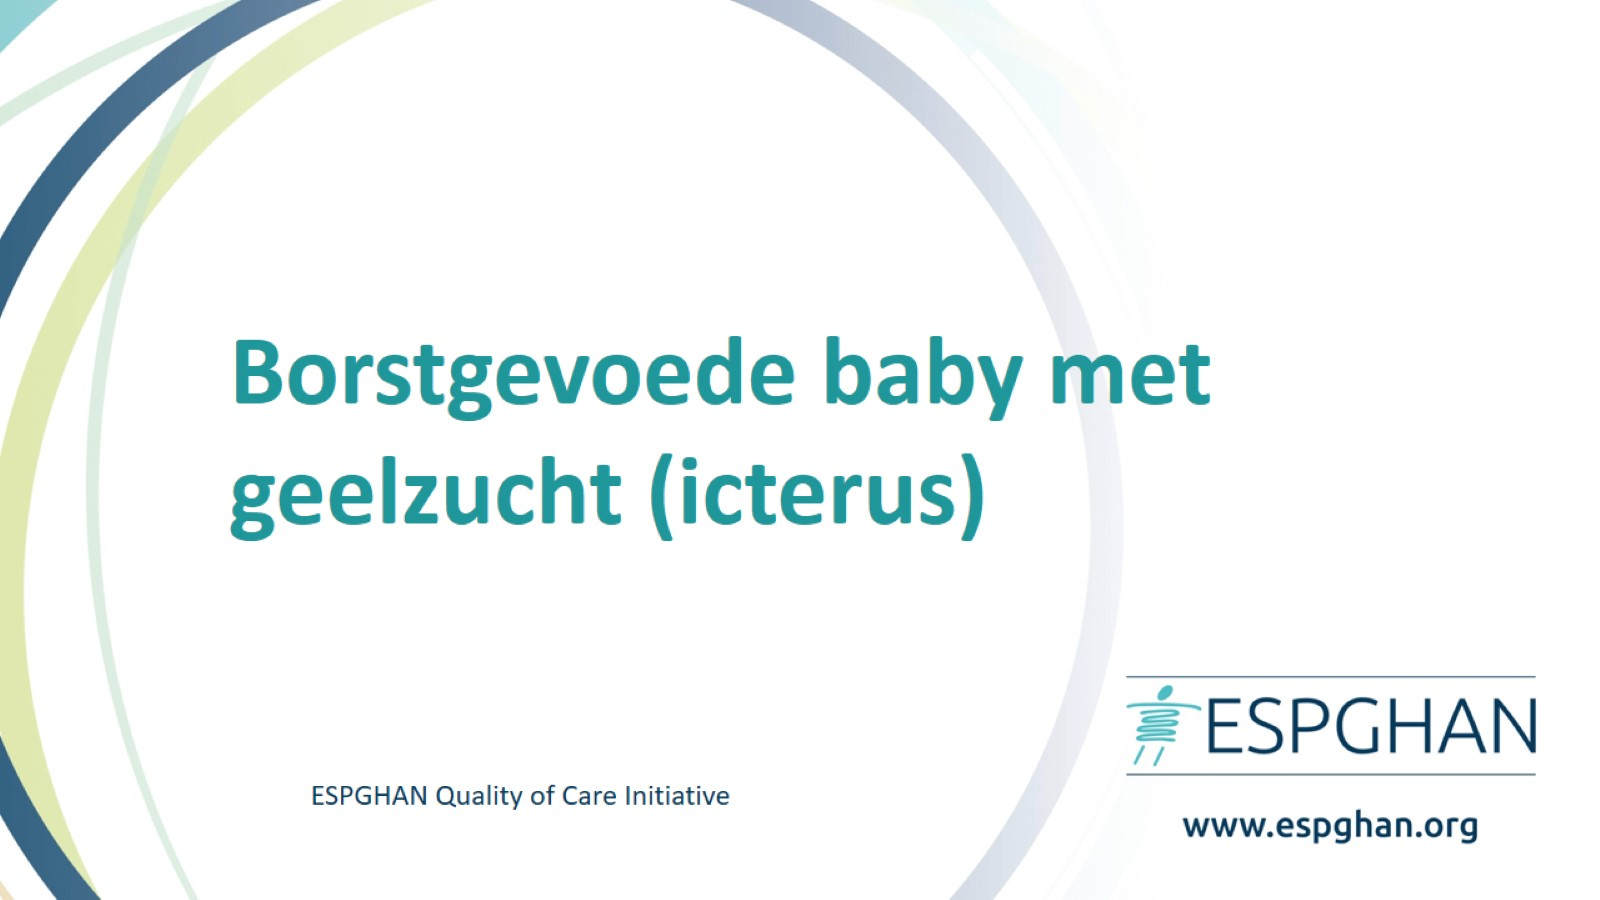 Borstgevoede baby met
geelzucht (icterus)
ESPGHAN
ESPGHAN Quality of Care Initiative
www.espghan.org